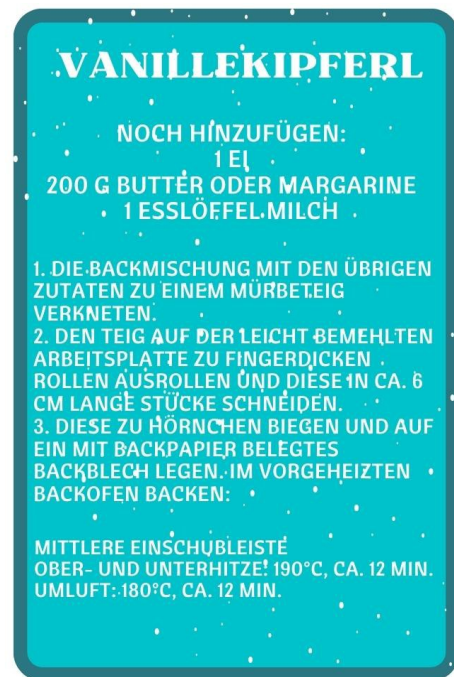 VANILLEKIPFERL
NOCH HINZUFÜGEN:
1 EI
200 G BUTTER ODER MARGARINE
1 ESSLÖFFEL MILCH
1. DIE BACKMISCHUNG MIT DEN ÜBRIGEN
ZUTATEN ZU EINEM MÜRBETEIG
VERKNETEN.
2. DEN TEIG AUF DER LEICHT BEMEHLTEN
ARBEITSPLATTE ZU FINGERDICKEN
ROLLEN AUSROLLEN UND DIESE IN CA. 6
CM LANGE STÜCKE SCHNEIDEN.
3. DIESE ZU HÖRNCHEN BIEGEN UND AUF
EIN MIT BACKPAPIER BELEGTES
BACKBLECH LEGEN. IM VORGEHEIZTEN
BACKOFEN BACKEN:
MITTLERE EINSCHUBLEISTE
OBER- UND UNTERHITZE: 190°C, CA. 12 MIN.
UMLUFT: 180°C, CA. 12 MIN.